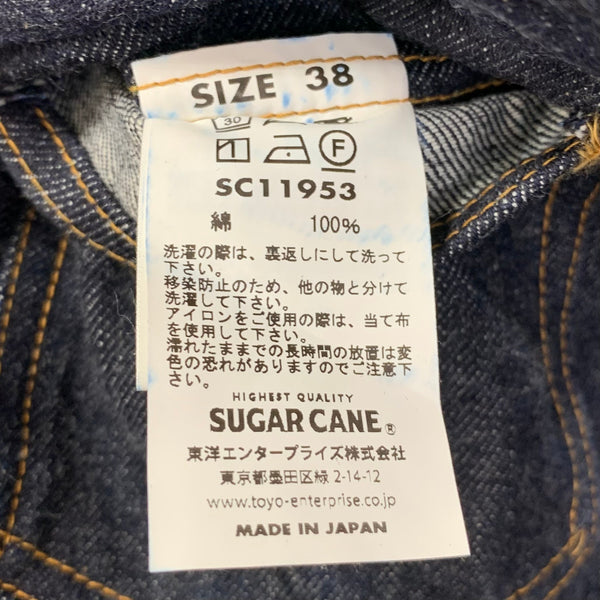 SIZE 38
30
1 F
SC11953
綿 100%
洗濯の際は、裏返しにして洗って
下さい。
移染防止のため、他の物と分けて
洗濯して下さい。
アイロンをご使用の際は、当て布
を使用して下さい。
濡れたままでの長時間の放置は変
色の恐れがありますのでご注意下
さい。
HIGHEST QUALITY
SUGAR CANE®
東洋エンタープライズ株式会社
東京都墨田区緑 2-14-12
www.toyo-enterprise.co.jp
MADE IN JAPAN